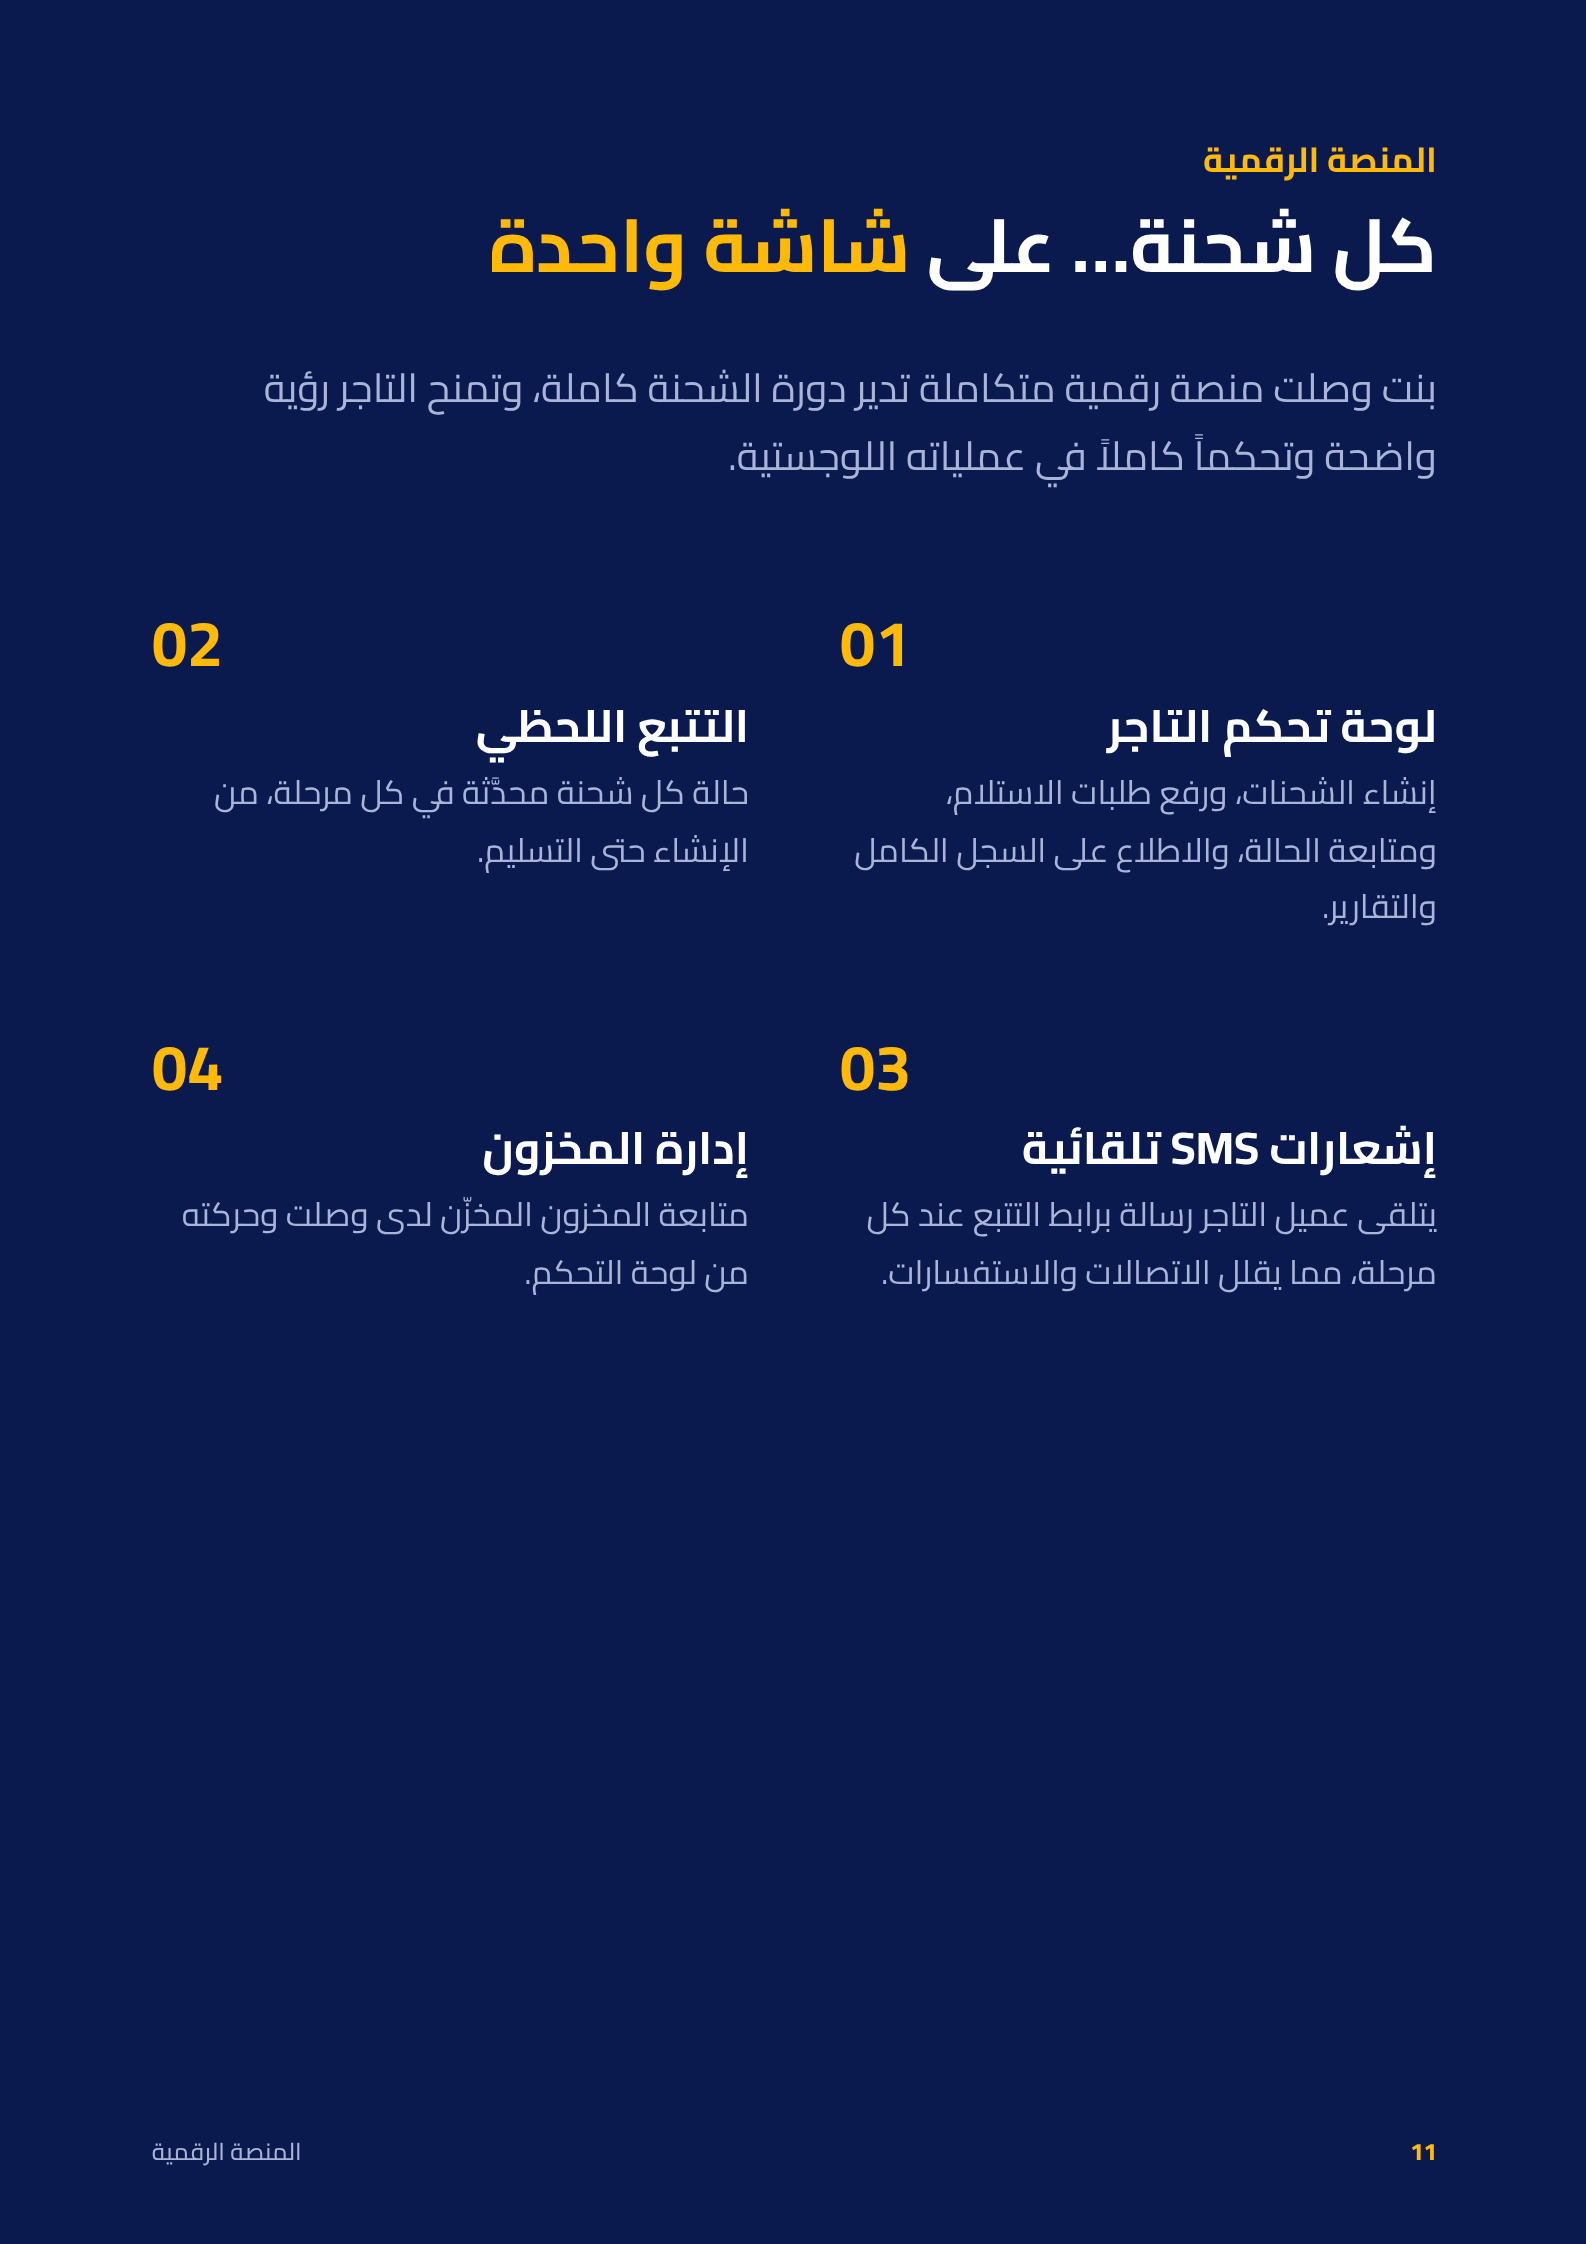 المنصة الرقمية
كل شحنة... على شاشة واحدة
بنت وصلت منصة رقمية متكاملة تدير دورة الشحنة كاملة، وتمنح التاجر رؤية
واضحة وتحكماً كاملاً في عملياته اللوجستية.
01
لوحة تحكم التاجر
إنشاء الشحنات، ورفع طلبات الاستلام،
ومتابعة الحالة، والاطلاع على السجل الكامل
والتقارير.
02
التتبع اللحظي
حالة كل شحنة محدَّثة في كل مرحلة، من
الإنشاء حتى التسليم.
03
إشعارات SMS تلقائية
يتلقى عميل التاجر رسالة برابط التتبع عند كل
مرحلة، مما يقلل الاتصالات والاستفسارات.
04
إدارة المخزون
متابعة المخزون المخزّن لدى وصلت وحركته
من لوحة التحكم.
11
المنصة الرقمية